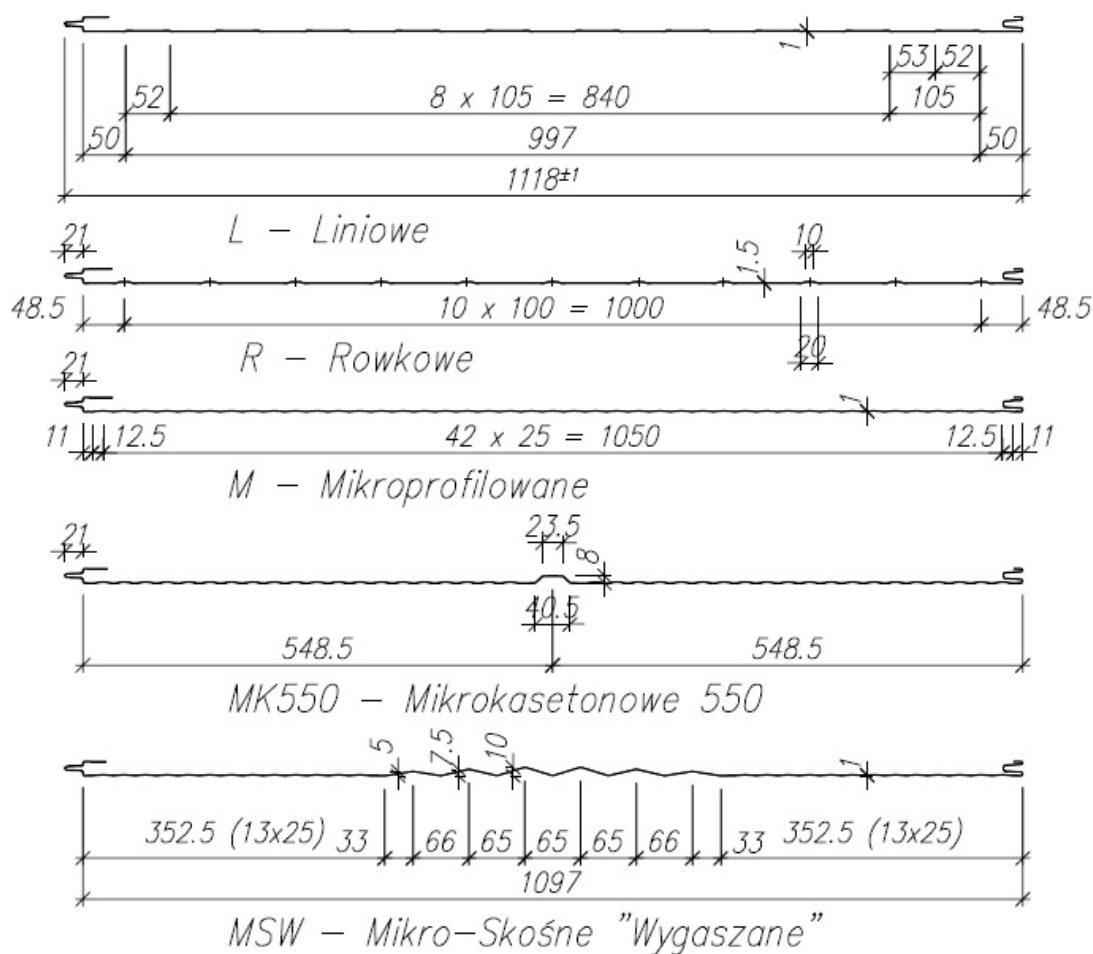 1
53 52
52 8 x 105 = 840 105
50 997 50
1118±1
L – Liniowe
21 10
1.5
48.5 10 x 100 = 1000 48.5
R – Rowkowe 20
21
1
11 12.5 42 x 25 = 1050 12.5 11
M – Mikroprofilowane
21 23.5
8
40.5
548.5 548.5
MK550 – Mikrokasetonowe 550
5 7.5 10 1
352.5 (13x25) 33 66 65 65 65 66 33 352.5 (13x25)
1097
MSW – Mikro–Skośne "Wygaszane"